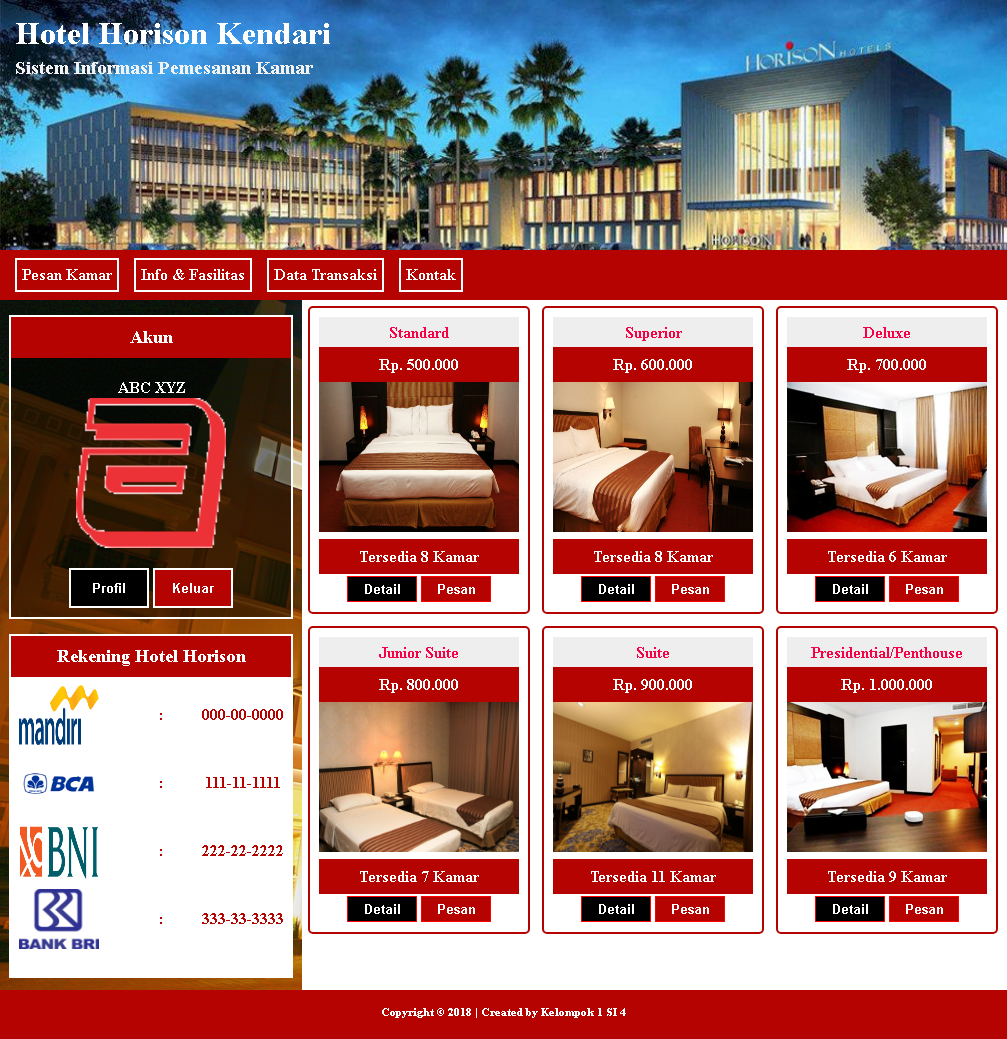 Hotel Horison Kendari
Sistem Informasi Pemesanan Kamar
HORISON HOTELS
HORISON
Pesan Kamar
Info & Fasilitas
Data Transaksi
Kontak
Akun
ABC XYZ
Profil
Keluar
Rekening Hotel Horison
mandiri : 000-00-0000
BCA : 111-11-1111
BNI : 222-22-2222
BANK BRI : 333-33-3333
Standard
Rp. 500.000
Tersedia 8 Kamar
Detail Pesan
Superior
Rp. 600.000
Tersedia 8 Kamar
Detail Pesan
Deluxe
Rp. 700.000
Tersedia 6 Kamar
Detail Pesan
Junior Suite
Rp. 800.000
Tersedia 7 Kamar
Detail Pesan
Suite
Rp. 900.000
Tersedia 11 Kamar
Detail Pesan
Presidential/Penthouse
Rp. 1.000.000
Tersedia 9 Kamar
Detail Pesan
Copyright © 2018 | Created by Kelompok 1 SI 4